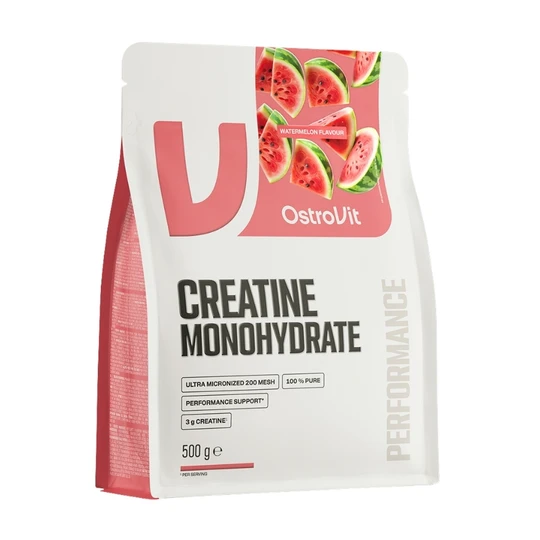 WATERMELON FLAVOUR
OstroVit
CREATINE
MONOHYDRATE
ULTRA MICRONIZED 200 MESH
100 % PURE
PERFORMANCE SUPPORT*
3 g CREATINE*
500 g ℮
* PER SERVING
PERFORMANCE